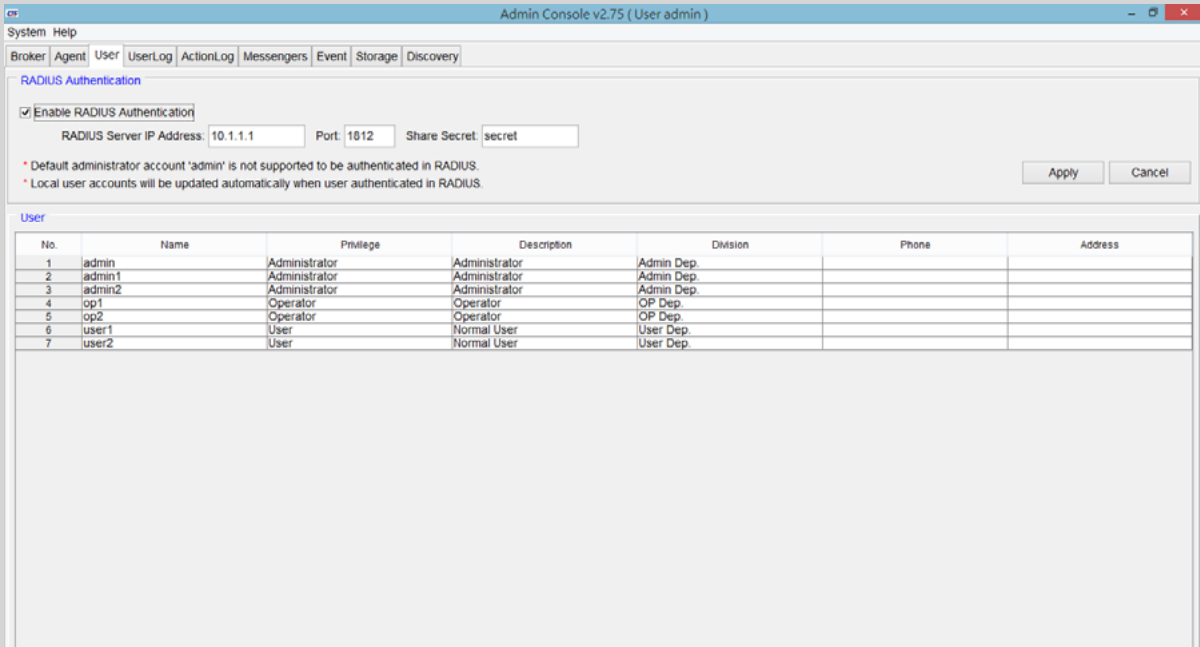 CTC Admin Console v2.75 ( User admin )
System Help
Broker Agent User UserLog ActionLog Messengers Event Storage Discovery
RADIUS Authentication
Enable RADIUS Authentication
RADIUS Server IP Address: 10.1.1.1 Port: 1812 Share Secret: secret
* Default administrator account 'admin' is not supported to be authenticated in RADIUS.
* Local user accounts will be updated automatically when user authenticated in RADIUS.
Apply Cancel
User
No. Name Privilege Description Division Phone Address
1 admin Administrator Administrator Admin Dep.
2 admin1 Administrator Administrator Admin Dep.
3 admin2 Administrator Administrator Admin Dep.
4 op1 Operator Operator OP Dep.
5 op2 Operator Operator OP Dep.
6 user1 User Normal User User Dep.
7 user2 User Normal User User Dep.